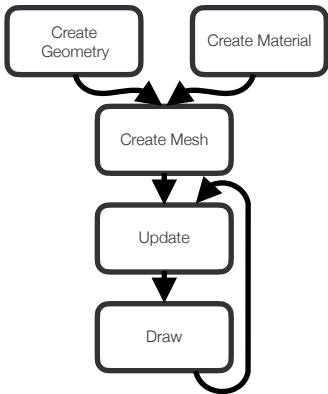 Create
Geometry
Create Material
Create Mesh
Update
Draw